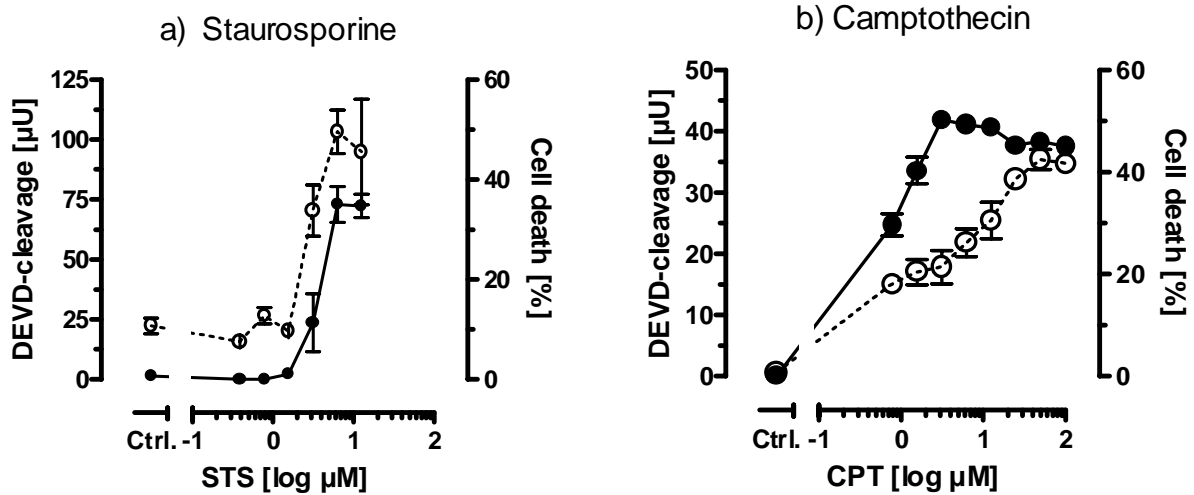 a) Staurosporine
125
100
75
50
25
0
DEVD-cleavage [µU]
60
40
20
0
Cell death [%]
Ctrl. -1 0 1 2
STS [log µM]
b) Camptothecin
50
40
30
20
10
0
DEVD-cleavage [µU]
60
40
20
0
Cell death [%]
Ctrl. -1 0 1 2
CPT [log µM]